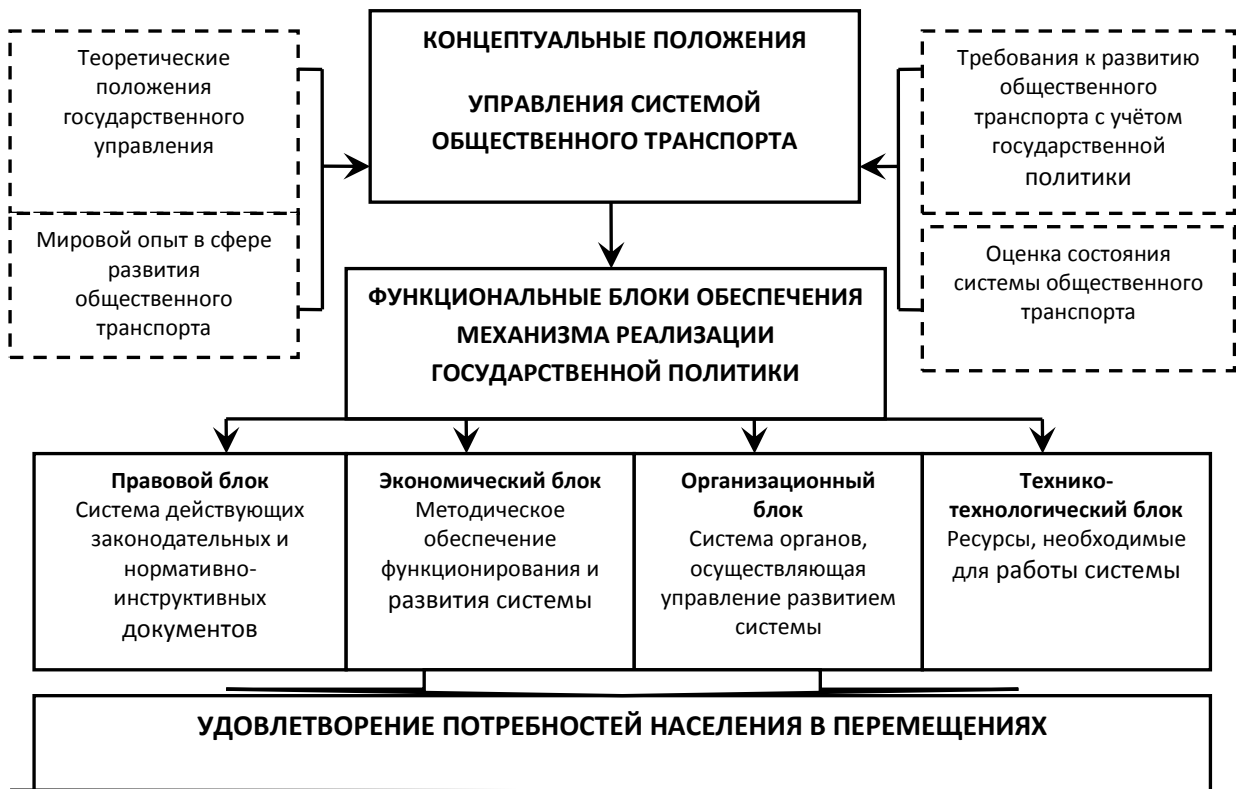 КОНЦЕПТУАЛЬНЫЕ ПОЛОЖЕНИЯ
УПРАВЛЕНИЯ СИСТЕМОЙ
ОБЩЕСТВЕННОГО ТРАНСПОРТА
Теоретические
положения
государственного
управления
Мировой опыт в сфере
развития
общественного
транспорта
Требования к развитию
общественного
транспорта с учётом
государственной
политики
Оценка состояния
системы общественного
транспорта
ФУНКЦИОНАЛЬНЫЕ БЛОКИ ОБЕСПЕЧЕНИЯ
МЕХАНИЗМА РЕАЛИЗАЦИИ
ГОСУДАРСТВЕННОЙ ПОЛИТИКИ
Правовой блок
Система действующих
законодательных и
нормативно-
инструктивных
документов
Экономический блок
Методическое
обеспечение
функционирования и
развития системы
Организационный
блок
Система органов,
осуществляющая
управление развитием
системы
Технико-
технологический блок
Ресурсы, необходимые
для работы системы
УДОВЛЕТВОРЕНИЕ ПОТРЕБНОСТЕЙ НАСЕЛЕНИЯ В ПЕРЕМЕЩЕНИЯХ